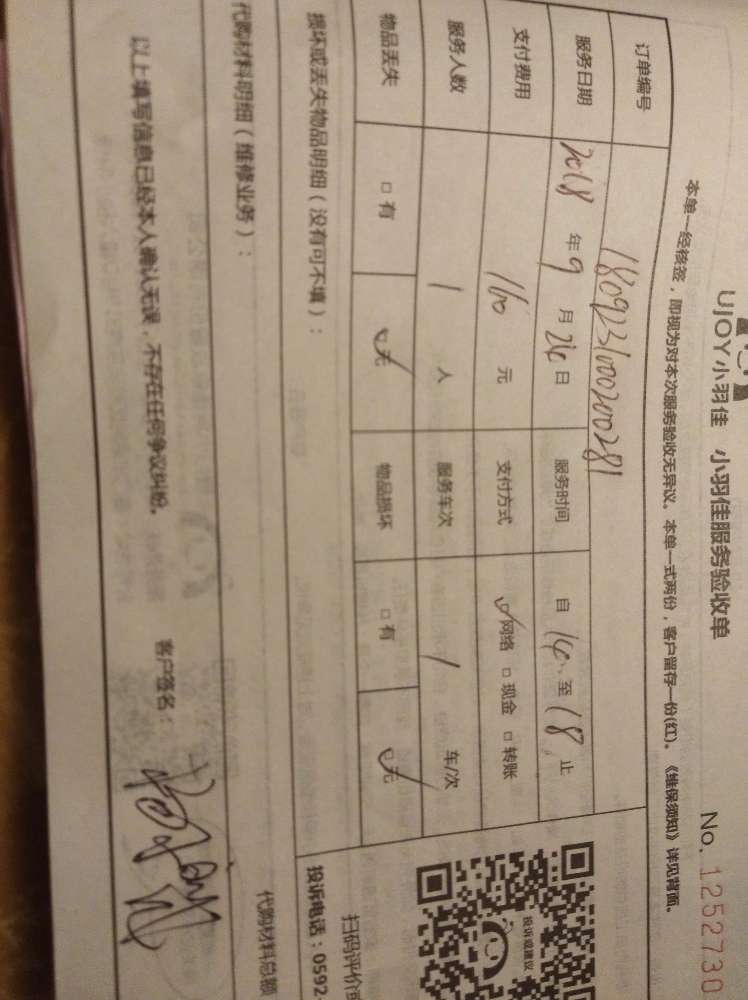 UJOY小羽佳 小羽佳服务验收单
No. 1252730
本单一经核签，即视为对本次服务验收无异议。本单一式两份，客户留存一份(红)。《维保须知》详见背面。
订单编号 180923100020028 1
服务日期 2018 年 9 月 26 日 服务时间 自 14 至 18 止
支付费用 160 元 支付方式 ☑网络 □现金 □转账
服务人数 1 人 服务车次 1 车/次
物品丢失 □有 ☑无 物品损坏 □有 ☑无
损坏或丢失物品明细（没有可不填）：
投诉或建议
扫码评价
投诉电话：0592
代购材料明细（维修业务）：
代购材料总额
以上填写信息已经本人确认无误，不存在任何争议纠纷。 客户签名：